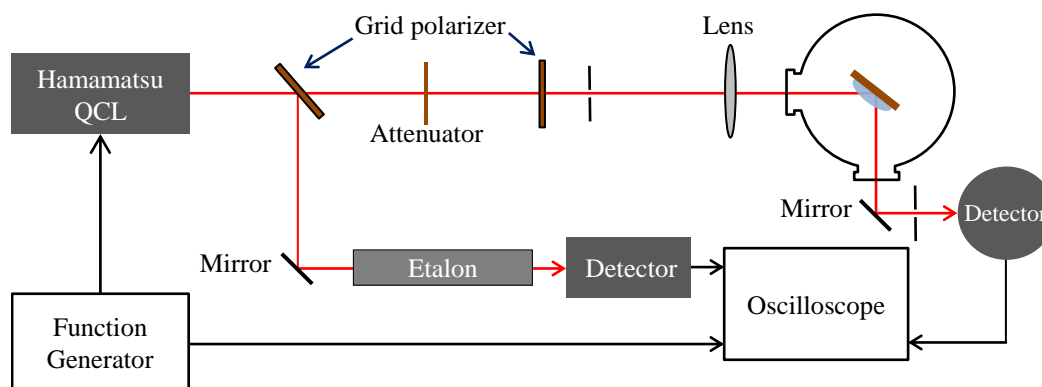 Grid polarizer
Lens
Hamamatsu
QCL
Attenuator
Mirror
Detector
Mirror
Etalon
Detector
Oscilloscope
Function
Generator